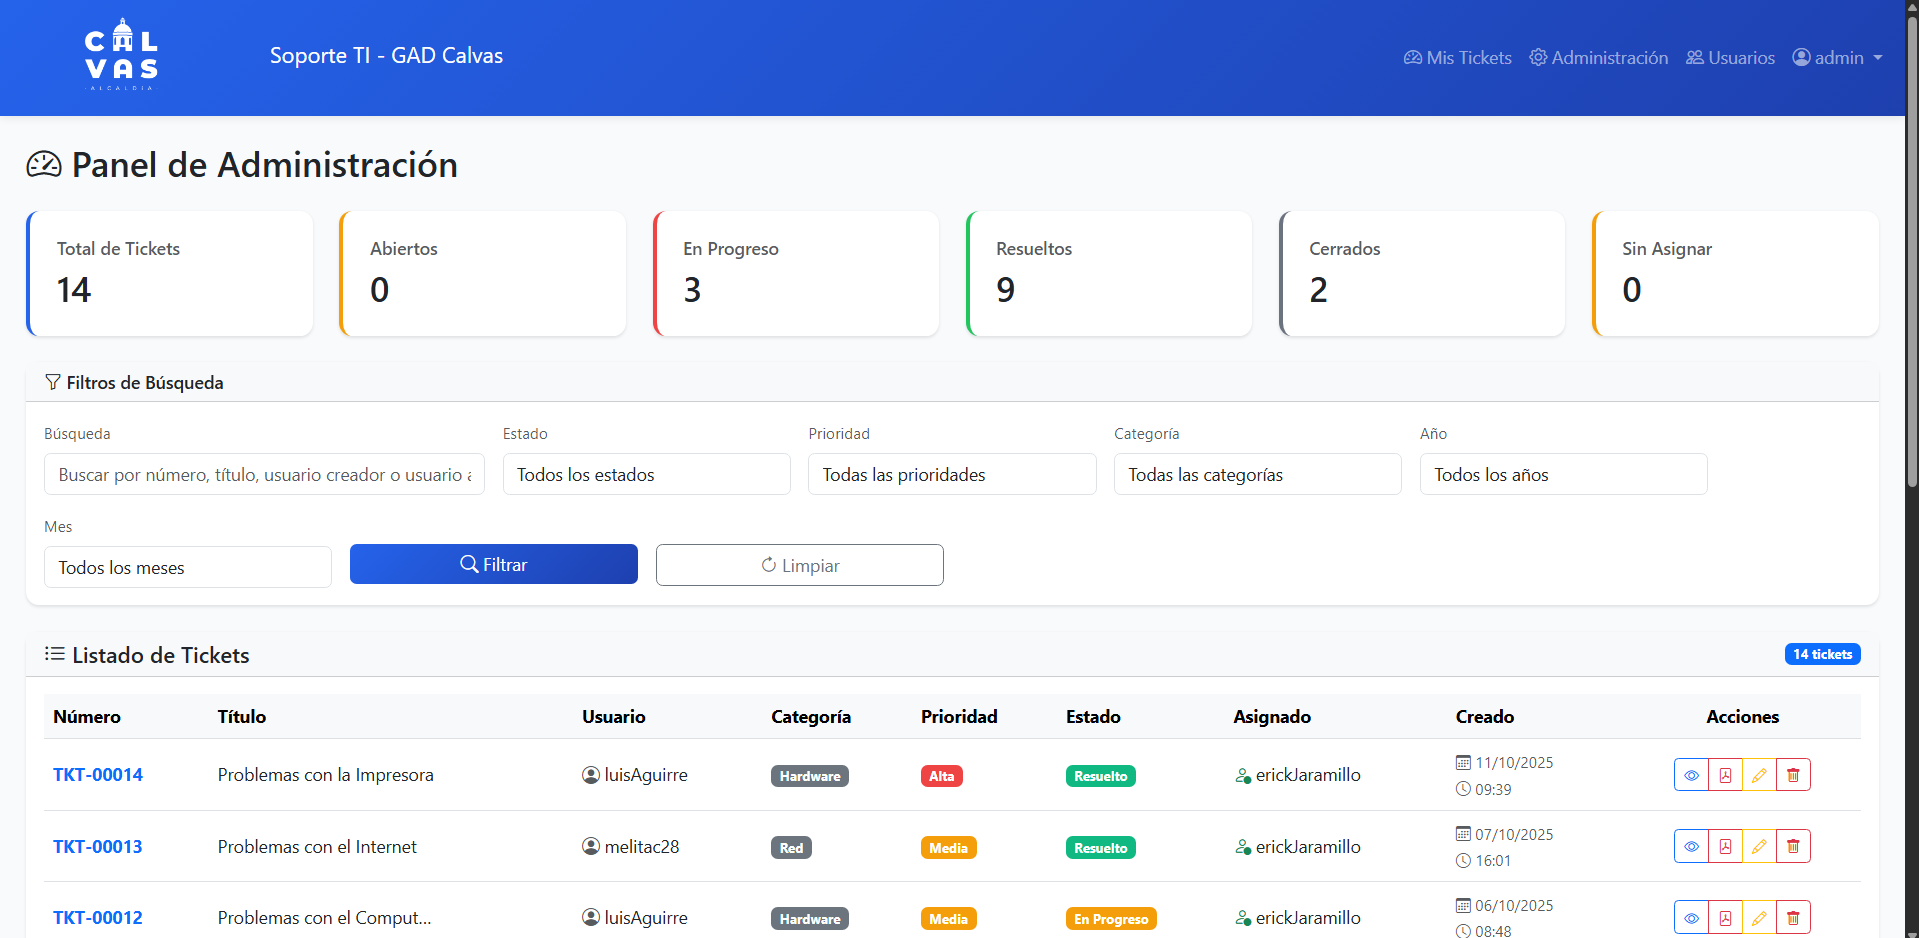 CAL
VAS
·ALCALDÍA·
Soporte TI - GAD Calvas
Mis Tickets
Administración
Usuarios
admin
Panel de Administración
Total de Tickets
14
Abiertos
0
En Progreso
3
Resueltos
9
Cerrados
2
Sin Asignar
0
Filtros de Búsqueda
Búsqueda
Estado
Prioridad
Categoría
Año
Buscar por número, título, usuario creador o usuario a
Todos los estados
Todas las prioridades
Todas las categorías
Todos los años
Mes
Todos los meses
Filtrar
Limpiar
Listado de Tickets
14 tickets
Número Título Usuario Categoría Prioridad Estado Asignado Creado Acciones
TKT-00014 Problemas con la Impresora luisAguirre Hardware Alta Resuelto erickJaramillo 11/10/2025
09:39
TKT-00013 Problemas con el Internet melitac28 Red Media Resuelto erickJaramillo 07/10/2025
16:01
TKT-00012 Problemas con el Comput... luisAguirre Hardware Media En Progreso erickJaramillo 06/10/2025
08:48